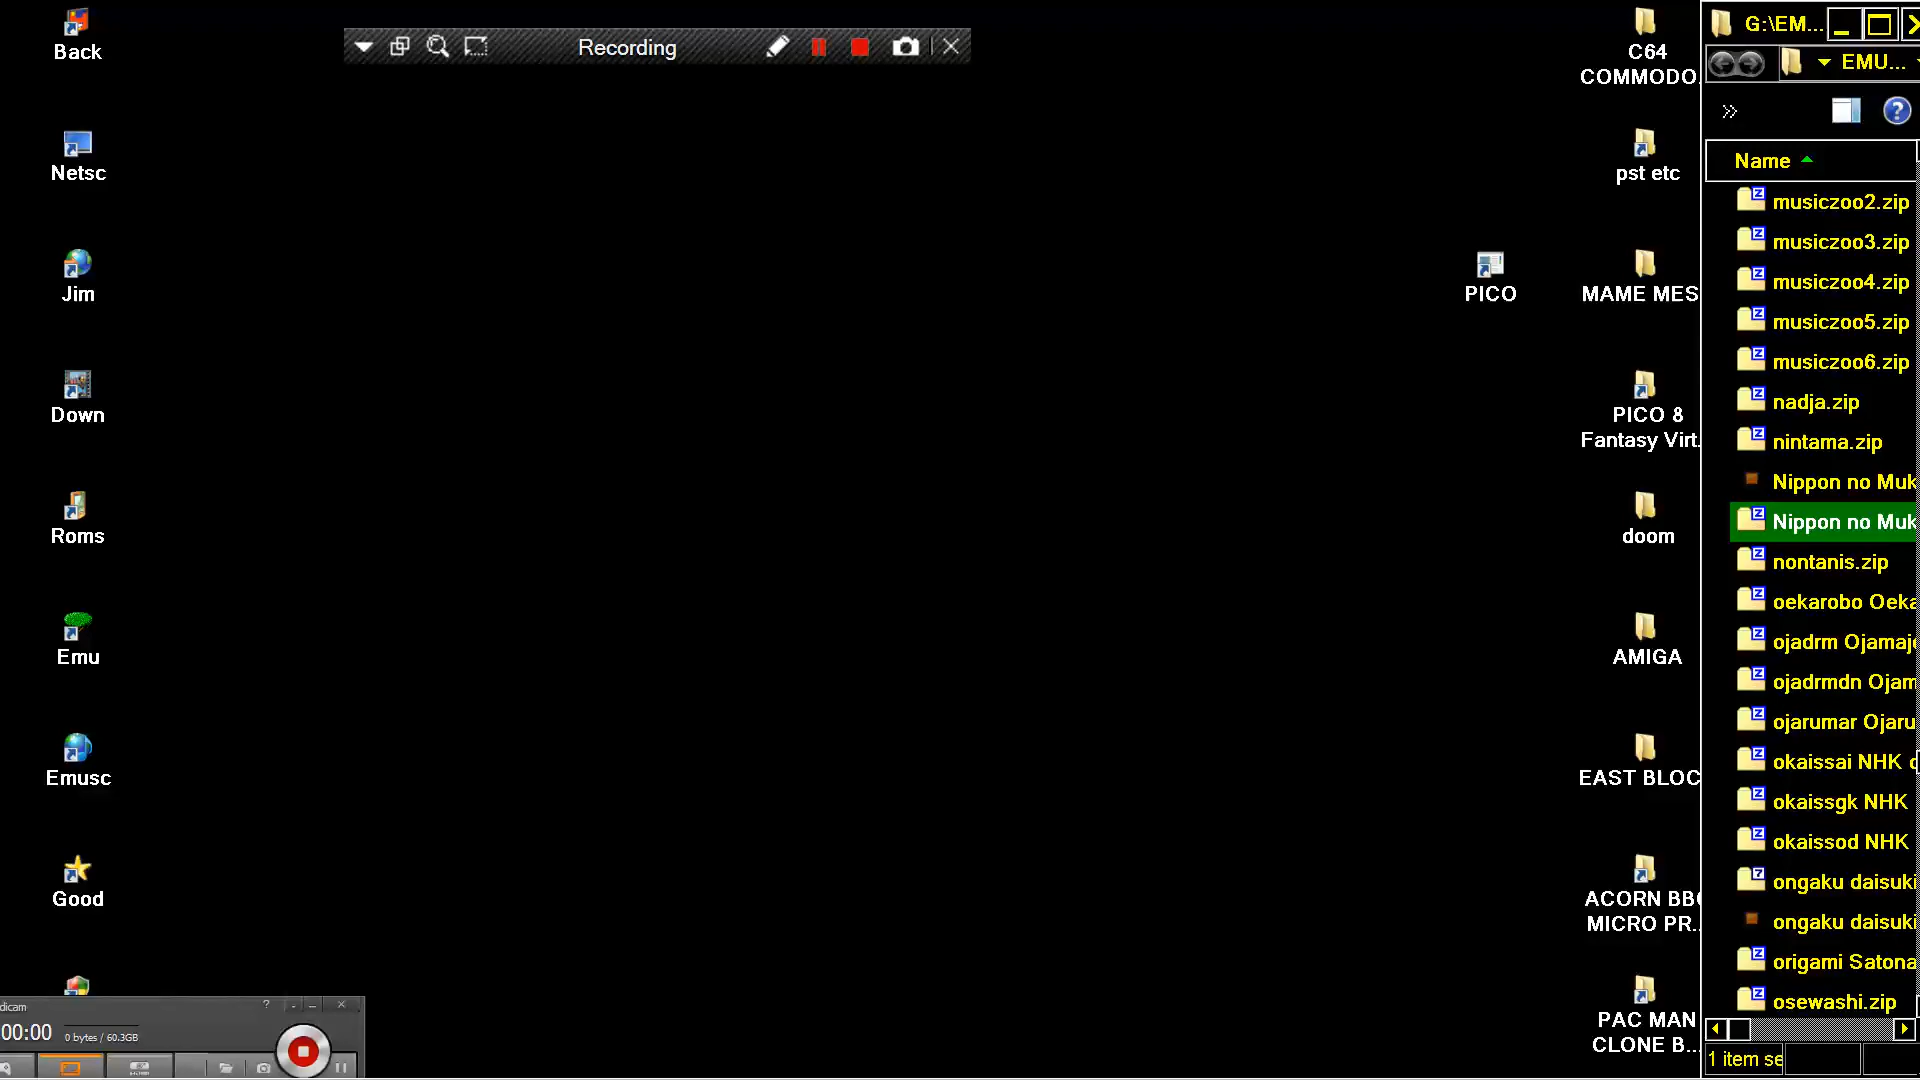 Back
Netsc
Jim
Down
Roms
Emu
Emusc
Good
Recording
C64
COMMODO.
pst etc
PICO
MAME MES
PICO 8
Fantasy Virt.
doom
AMIGA
EAST BLOC
ACORN BBC
MICRO PR..
PAC MAN
CLONE B...
G:\EM...
EMU...
Name
musiczoo2.zip
musiczoo3.zip
musiczoo4.zip
musiczoo5.zip
musiczoo6.zip
nadja.zip
nintama.zip
Nippon no Muk
Nippon no Muk
nontanis.zip
oekarobo Oeka
ojadrm Ojamaj
ojadrmdn Ojam
ojarumar Ojaru
okaissai NHK
okaissgk NHK
okaissod NHK
ongaku daisuki
ongaku daisuki
origami Satona
osewashi.zip
1 item se
dicam
00:00
0 bytes / 60.3GB